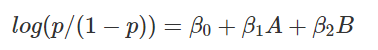 log(p/(1 − p)) = β₀ + β₁A + β₂B